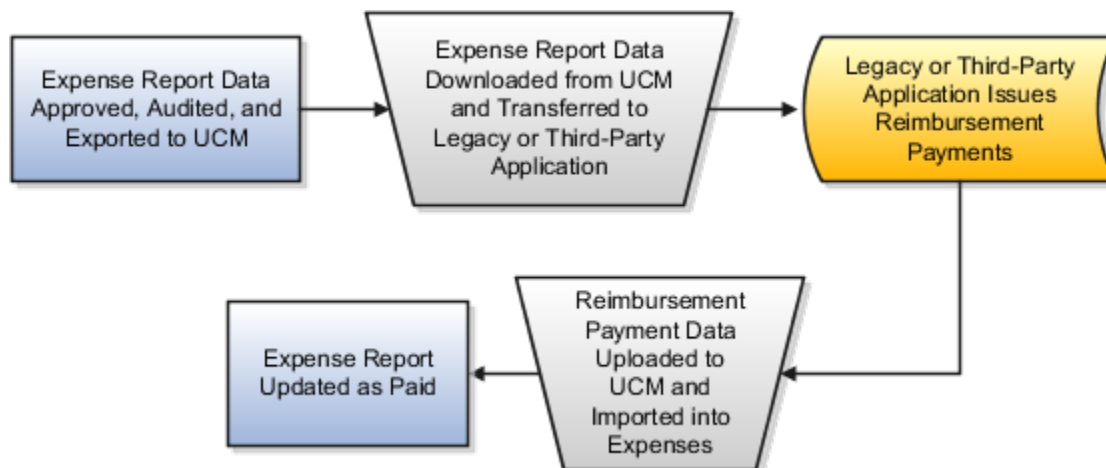 Expense Report Data
Approved, Audited, and
Exported to UCM
Expense Report Data
Downloaded from UCM
and Transferred to
Legacy or Third-Party
Application
Legacy or Third-Party
Application Issues
Reimbursement
Payments
Reimbursement
Payment Data
Uploaded to
UCM and
Imported into
Expenses
Expense Report
Updated as Paid